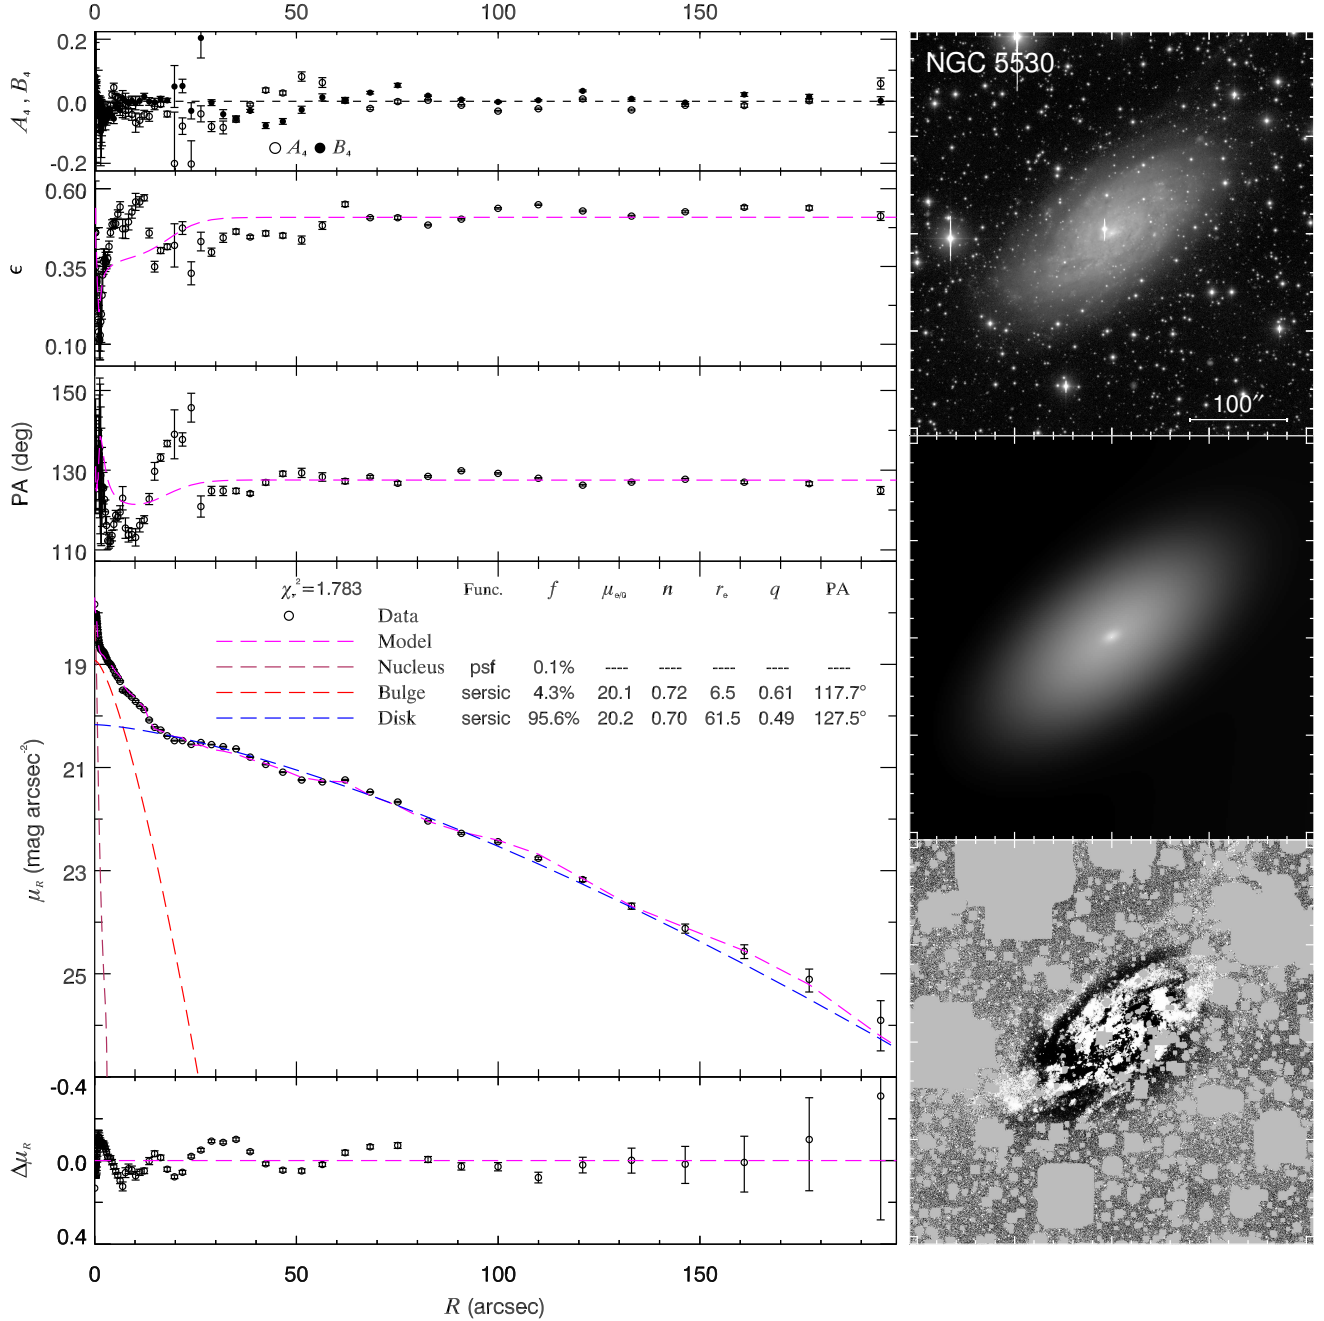 0 50 100 150
0.2
0.0
-0.2
A₄ , B₄
A₄ B₄
0.60
0.35
0.10
ϵ
150
130
110
PA (deg)
χᵣ²=1.783 Func. f μₑ/₀ n rₑ q PA
Data
Model
Nucleus psf 0.1% ---- ---- ---- ---- ----
Bulge sersic 4.3% 20.1 0.72 6.5 0.61 117.7°
Disk sersic 95.6% 20.2 0.70 61.5 0.49 127.5°
19
21
23
25
μ_R (mag arcsec⁻²)
-0.4
0.0
0.4
Δμ_R
0 50 100 150
R (arcsec)
NGC 5530
100″